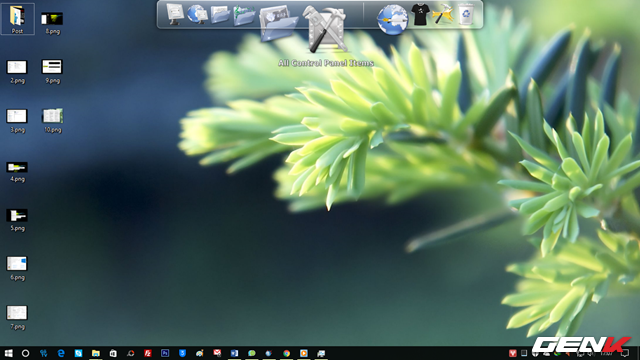 All Control Panel Items
Post
8.png
2.png
9.png
3.png
10.png
4.png
5.png
6.png
7.png
GENK